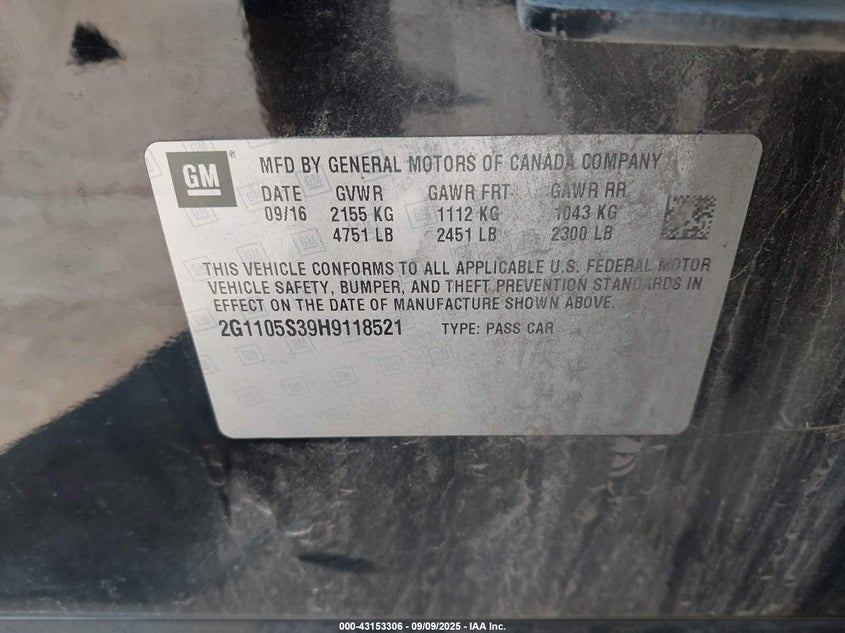 GM ® MFD BY GENERAL MOTORS OF CANADA COMPANY
DATE GVWR GAWR FRT GAWR RR
09/16 2155 KG 1112 KG 1043 KG
4751 LB 2451 LB 2300 LB
THIS VEHICLE CONFORMS TO ALL APPLICABLE U.S. FEDERAL MOTOR
VEHICLE SAFETY, BUMPER, AND THEFT PREVENTION STANDARDS IN
EFFECT ON THE DATE OF MANUFACTURE SHOWN ABOVE.
2G1105S39H9118521 TYPE: PASS CAR
000-43153306 - 09/09/2025 - IAA Inc.